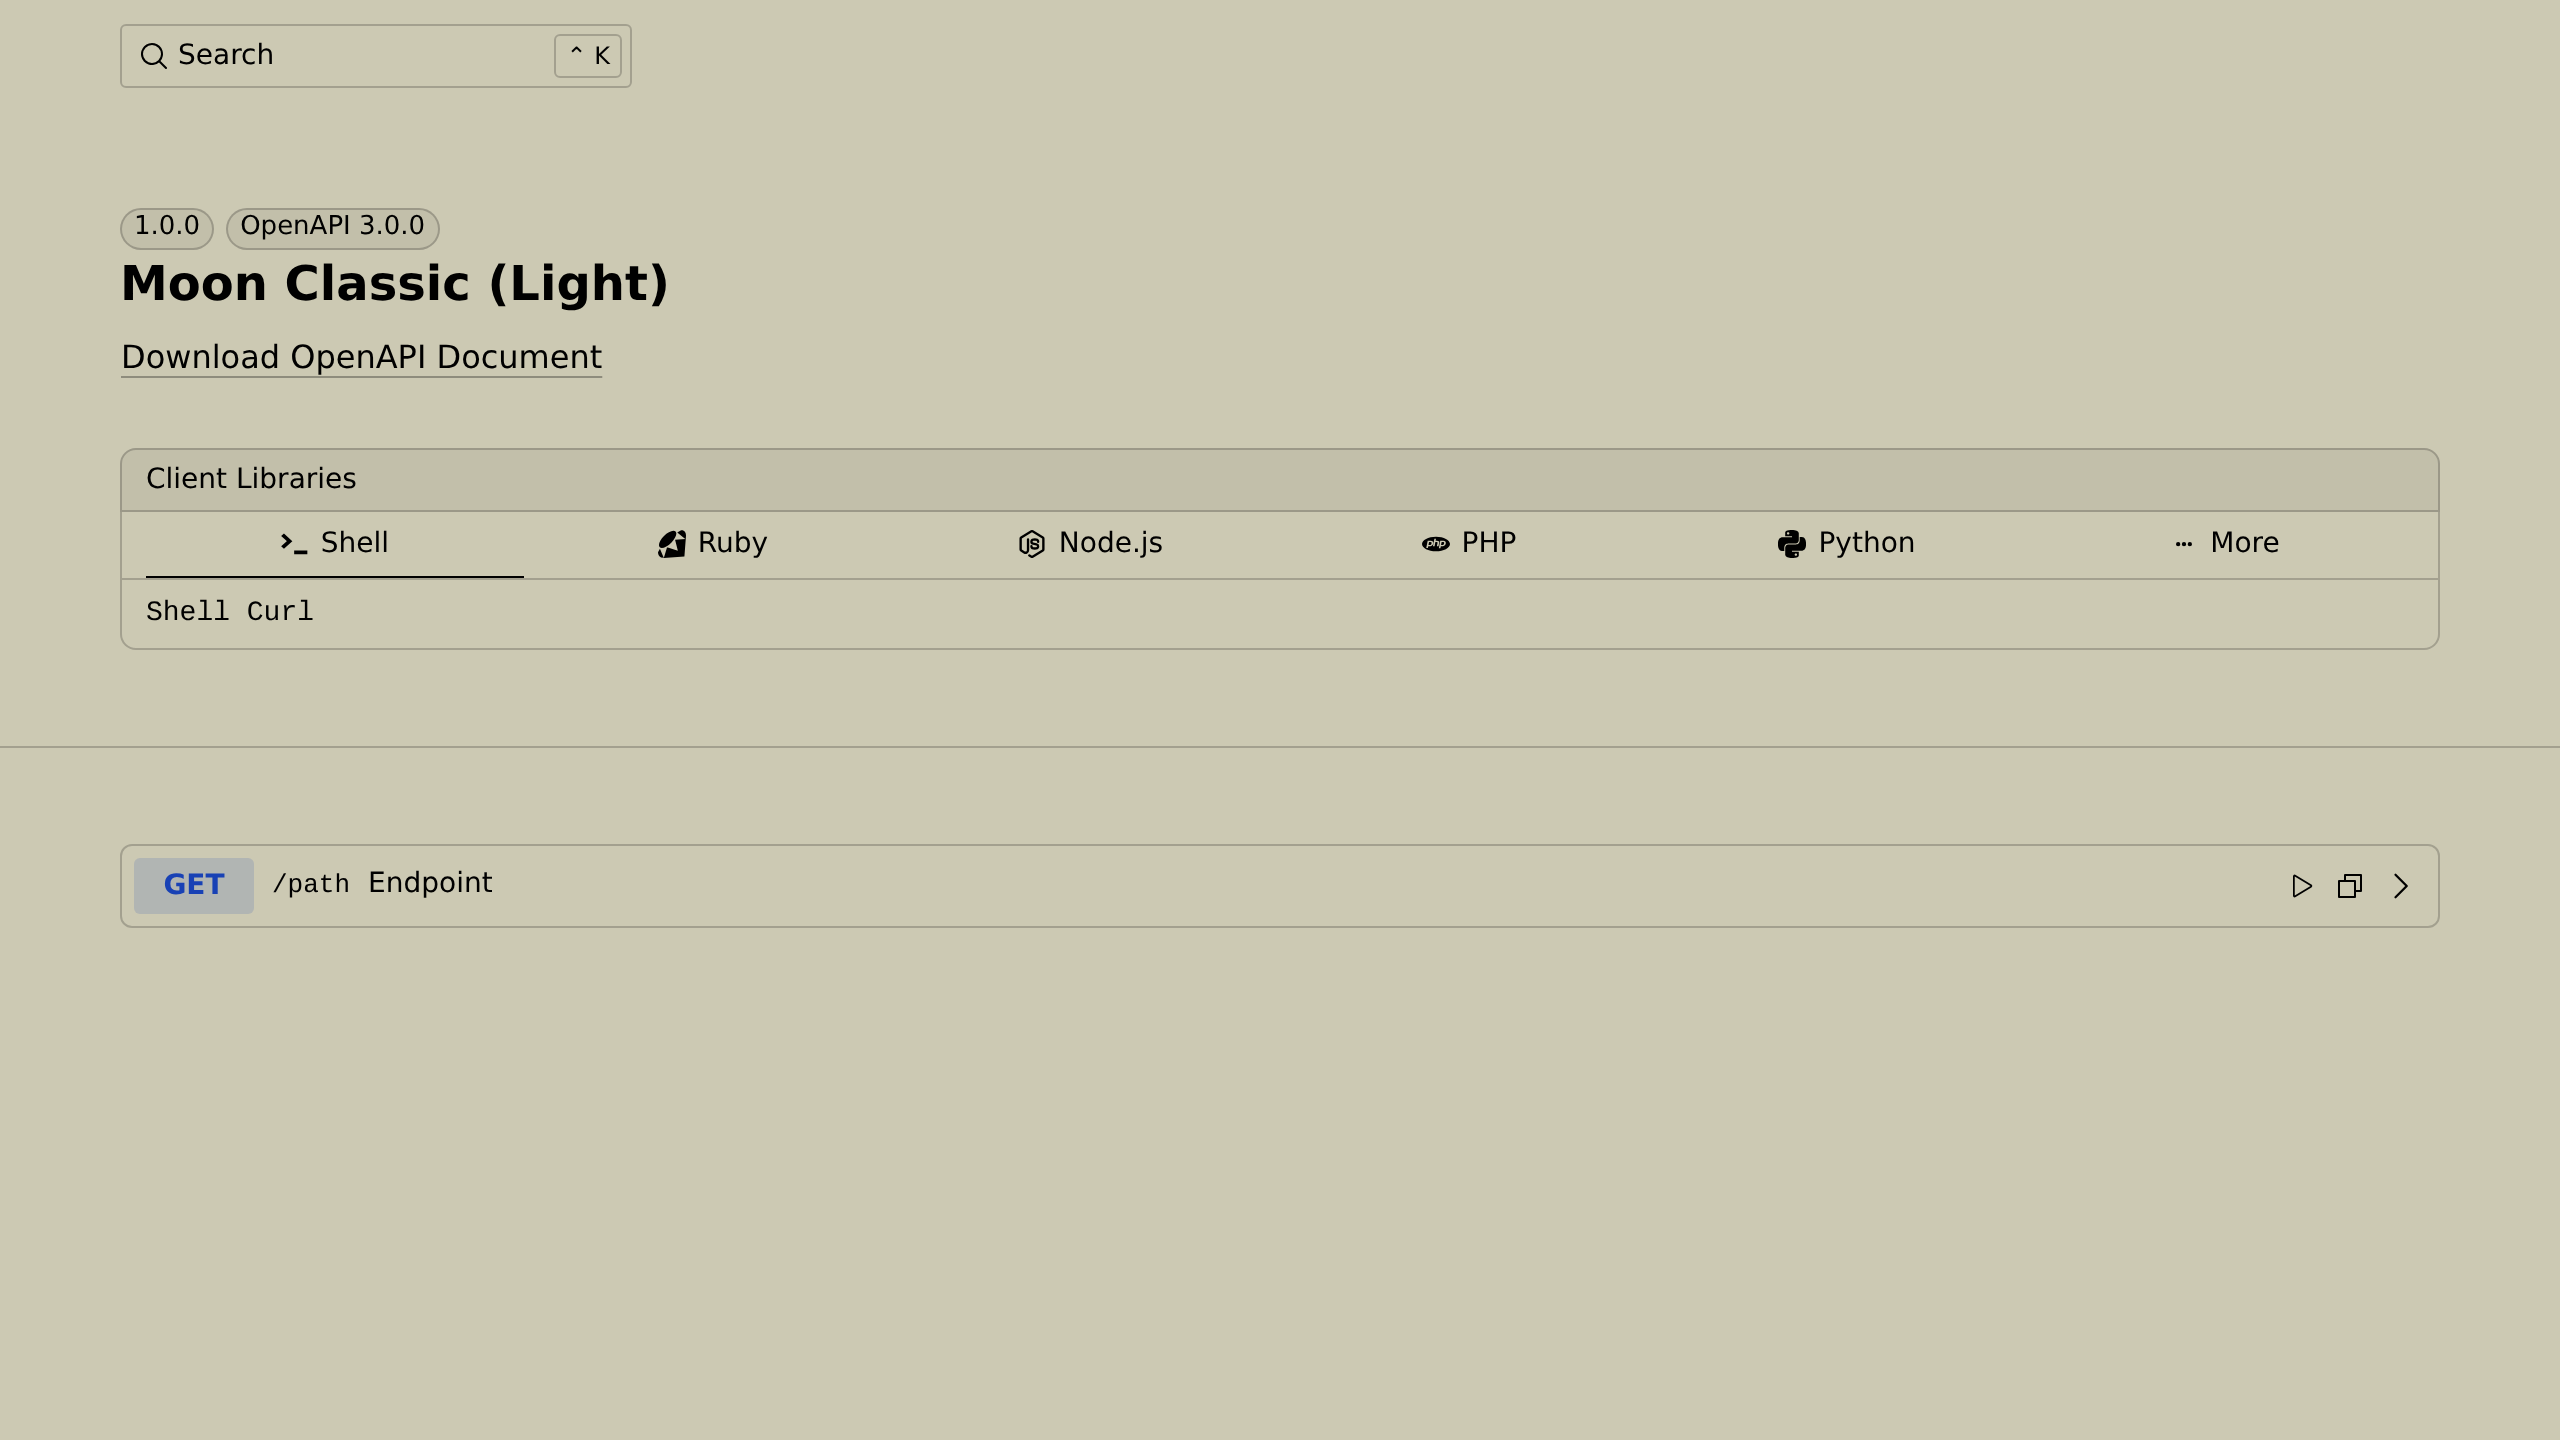 Search ⌃ K
1.0.0 OpenAPI 3.0.0
Moon Classic (Light)
Download OpenAPI Document
Client Libraries
Shell Ruby Node.js PHP Python More
Shell Curl
GET /path Endpoint